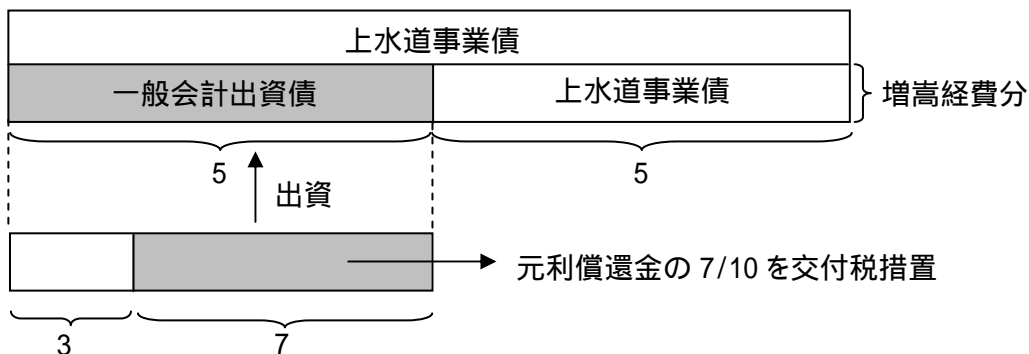 上水道事業債
一般会計出資債
上水道事業債
増嵩経費分
5
5
出資
元利償還金の 7/10 を交付税措置
3
7